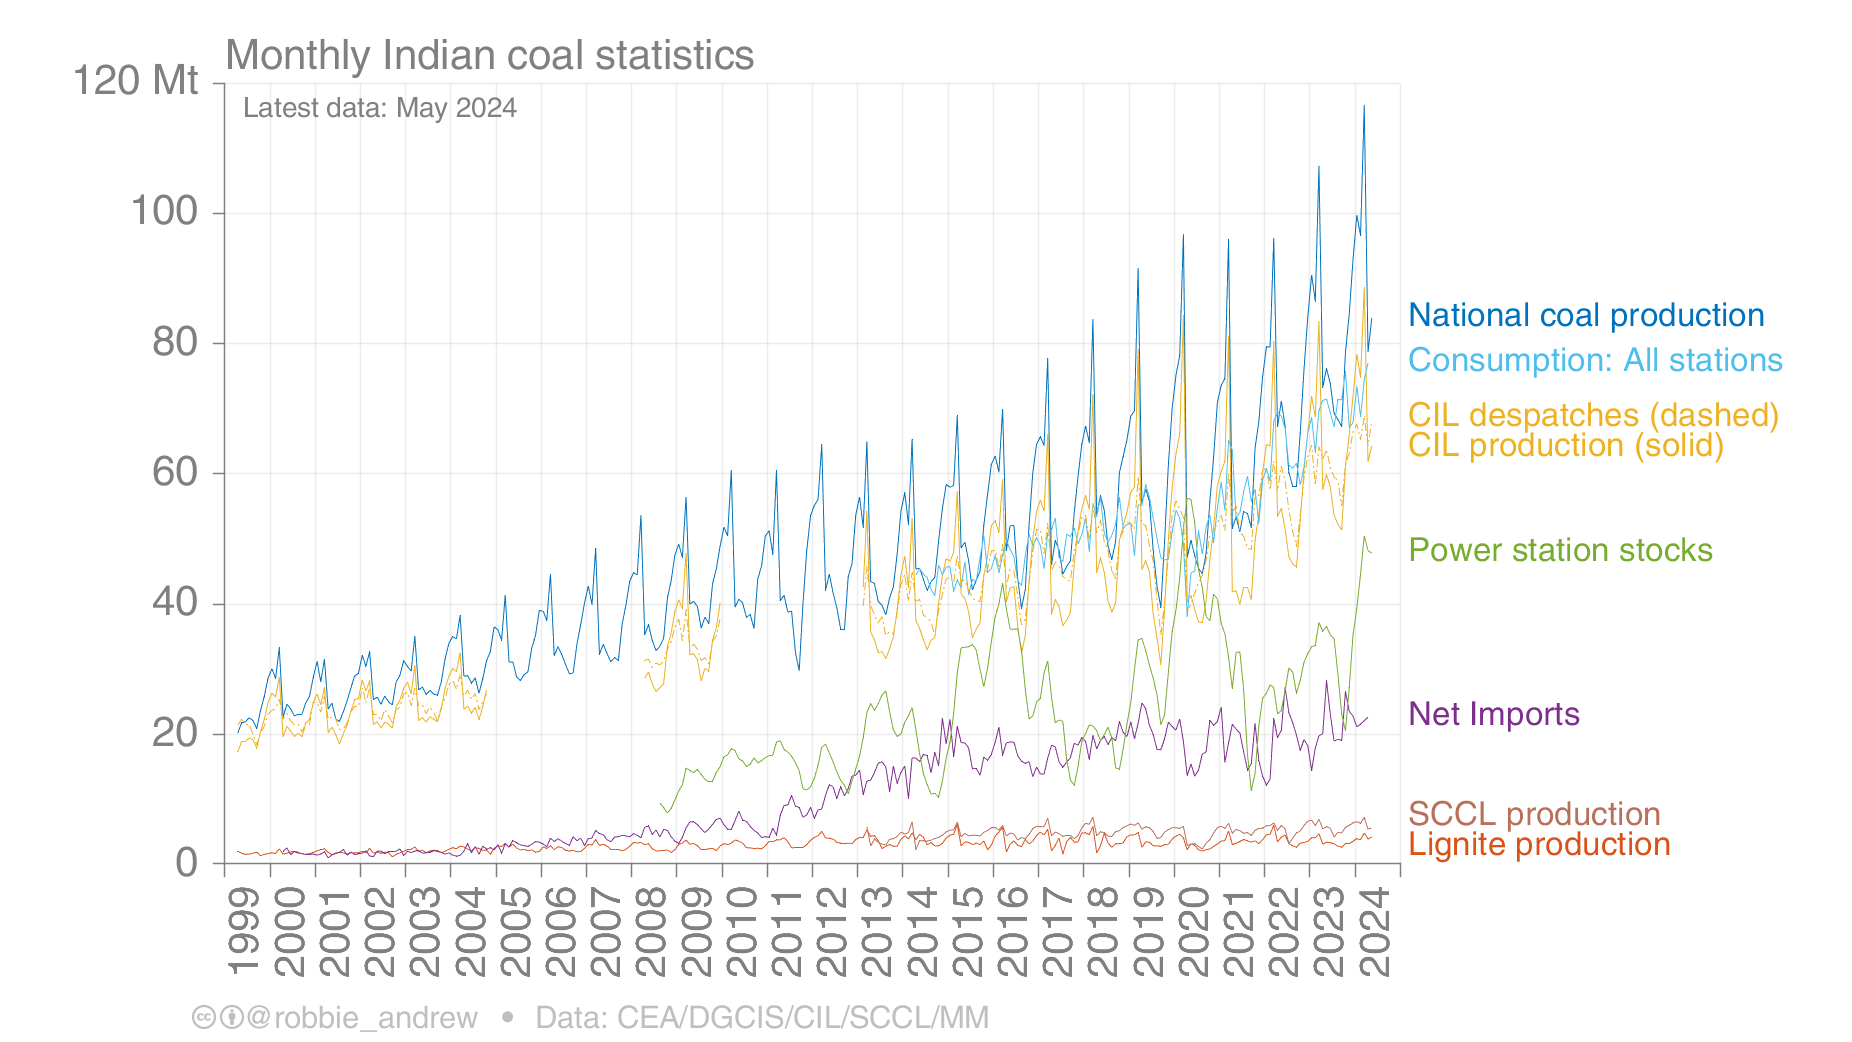 Monthly Indian coal statistics
120 Mt
Latest data: May 2024
100
80
60
40
20
0
National coal production
Consumption: All stations
CIL despatches (dashed)
CIL production (solid)
Power station stocks
Net Imports
SCCL production
Lignite production
1999 2000 2001 2002 2003 2004 2005 2006 2007 2008 2009 2010 2011 2012 2013 2014 2015 2016 2017 2018 2019 2020 2021 2022 2023 2024
cc @robbie_andrew • Data: CEA/DGCIS/CIL/SCCL/MM